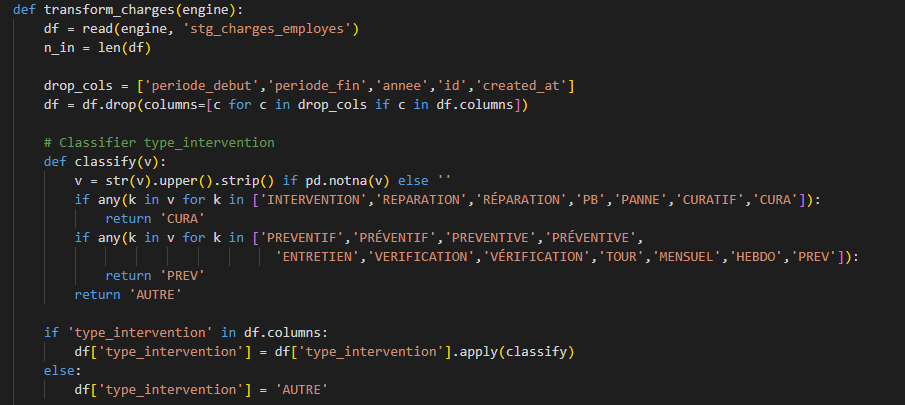 def transform_charges(engine):
    df = read(engine, 'stg_charges_employes')
    n_in = len(df)
    drop_cols = ['periode_debut','periode_fin','annee','id','created_at']
    df = df.drop(columns=[c for c in drop_cols if c in df.columns])
    # Classifier type_intervention
    def classify(v):
        v = str(v).upper().strip() if pd.notna(v) else ''
        if any(k in v for k in ['INTERVENTION','REPARATION','RÉPARATION','PB','PANNE','CURATIF','CURA']):
            return 'CURA'
        if any(k in v for k in ['PREVENTIF','PRÉVENTIF','PREVENTIVE','PRÉVENTIVE',
                                'ENTRETIEN','VERIFICATION','VÉRIFICATION','TOUR','MENSUEL','HEBDO','PREV']):
            return 'PREV'
        return 'AUTRE'
    if 'type_intervention' in df.columns:
        df['type_intervention'] = df['type_intervention'].apply(classify)
    else:
        df['type_intervention'] = 'AUTRE'